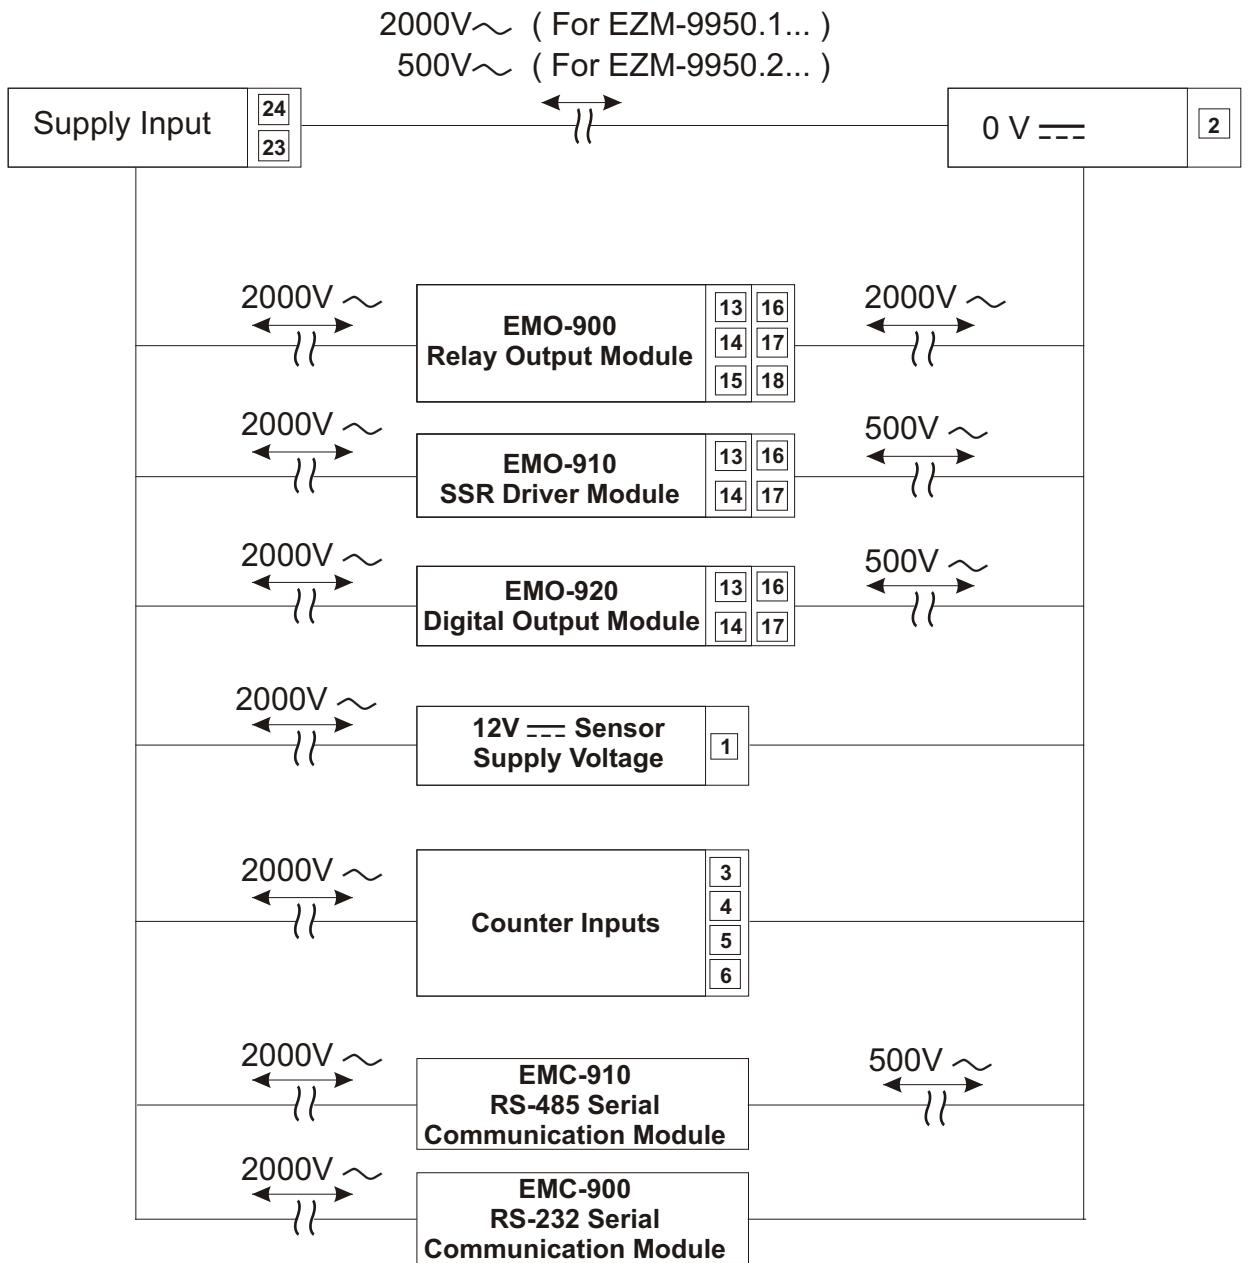 2000V～ ( For EZM-9950.1... )
500V～ ( For EZM-9950.2... )
Supply Input
24
23
0 V ⎓
2
2000V ～
EMO-900
Relay Output Module
13 16
14 17
15 18
2000V ～
2000V ～
EMO-910
SSR Driver Module
13 16
14 17
500V ～
2000V ～
EMO-920
Digital Output Module
13 16
14 17
500V ～
2000V ～
12V ⎓ Sensor
Supply Voltage
1
2000V ～
Counter Inputs
3
4
5
6
2000V ～
EMC-910
RS-485 Serial
Communication Module
500V ～
2000V ～
EMC-900
RS-232 Serial
Communication Module